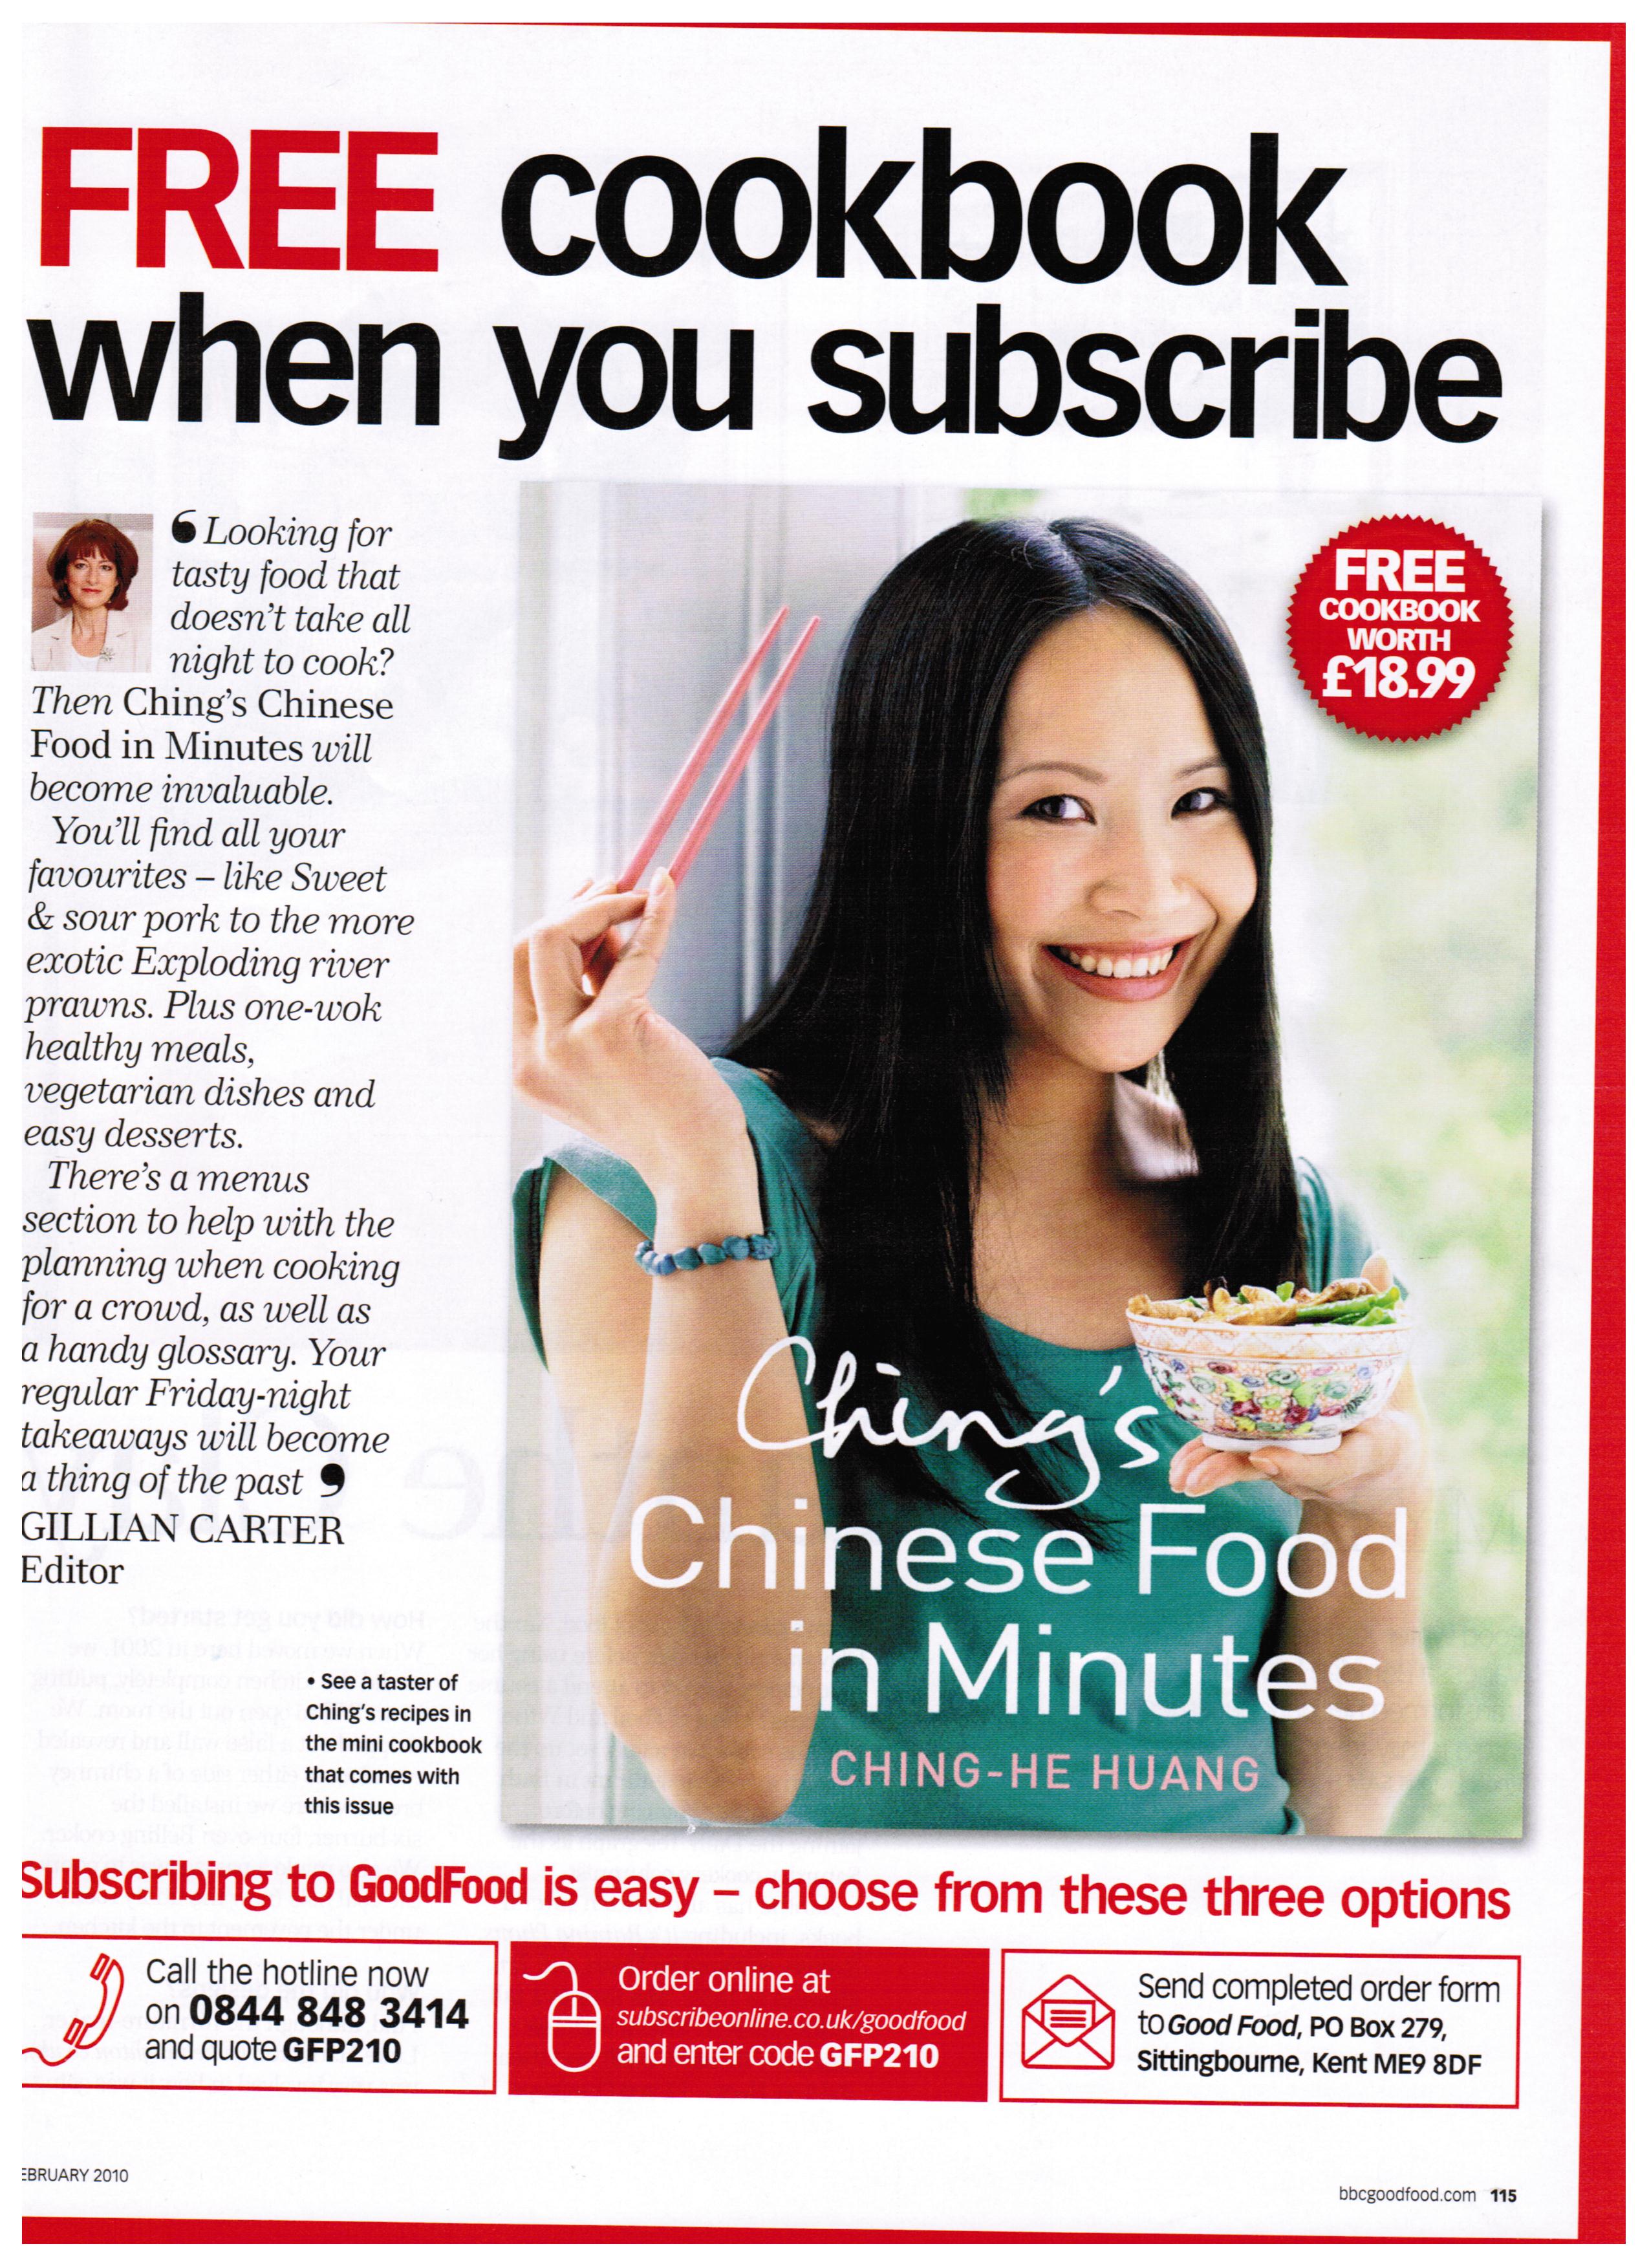 FREE cookbook
when you subscribe
‘Looking for
tasty food that
doesn't take all
night to cook?
Then Ching's Chinese
Food in Minutes will
become invaluable.
You'll find all your
favourites – like Sweet
& sour pork to the more
exotic Exploding river
prawns. Plus one-wok
healthy meals,
vegetarian dishes and
easy desserts.
There's a menus
section to help with the
planning when cooking
for a crowd, as well as
a handy glossary. Your
regular Friday-night
takeaways will become
a thing of the past ’
GILLIAN CARTER
Editor
• See a taster of
Ching's recipes in
the mini cookbook
that comes with
this issue
FREE
COOKBOOK
WORTH
£18.99
Ching's
Chinese Food
in Minutes
CHING-HE HUANG
Subscribing to GoodFood is easy – choose from these three options
Call the hotline now
on 0844 848 3414
and quote GFP210
Order online at
subscribeonline.co.uk/goodfood
and enter code GFP210
Send completed order form
to Good Food, PO Box 279,
Sittingbourne, Kent ME9 8DF
EBRUARY 2010
bbcgoodfood.com 115